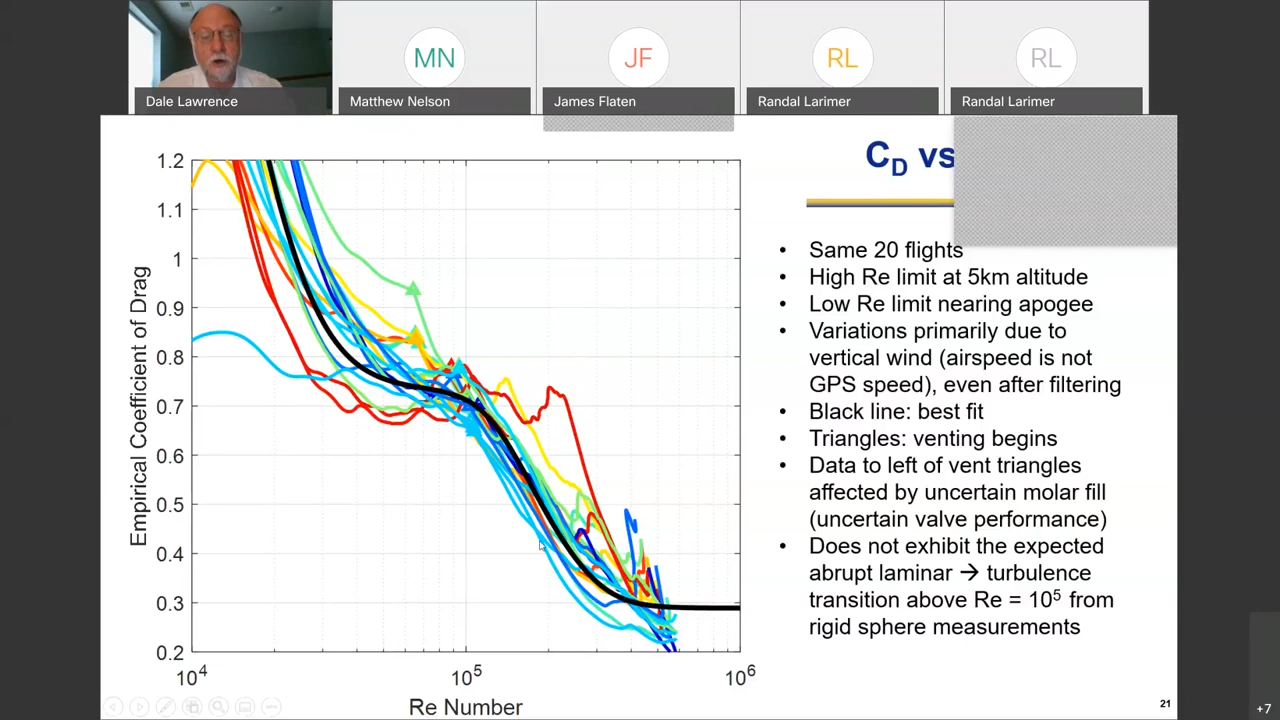 MN
JF
RL
RL
Dale Lawrence
Matthew Nelson
James Flaten
Randal Larimer
Randal Larimer
C_D vs
1.2
1.1
1
0.9
0.8
0.7
0.6
0.5
0.4
0.3
0.2
Empirical Coefficient of Drag
10^4
10^5
10^6
Re Number
• Same 20 flights
• High Re limit at 5km altitude
• Low Re limit nearing apogee
• Variations primarily due to
vertical wind (airspeed is not
GPS speed), even after filtering
• Black line: best fit
• Triangles: venting begins
• Data to left of vent triangles
affected by uncertain molar fill
(uncertain valve performance)
• Does not exhibit the expected
abrupt laminar → turbulence
transition above Re = 10^5 from
rigid sphere measurements
21
+7